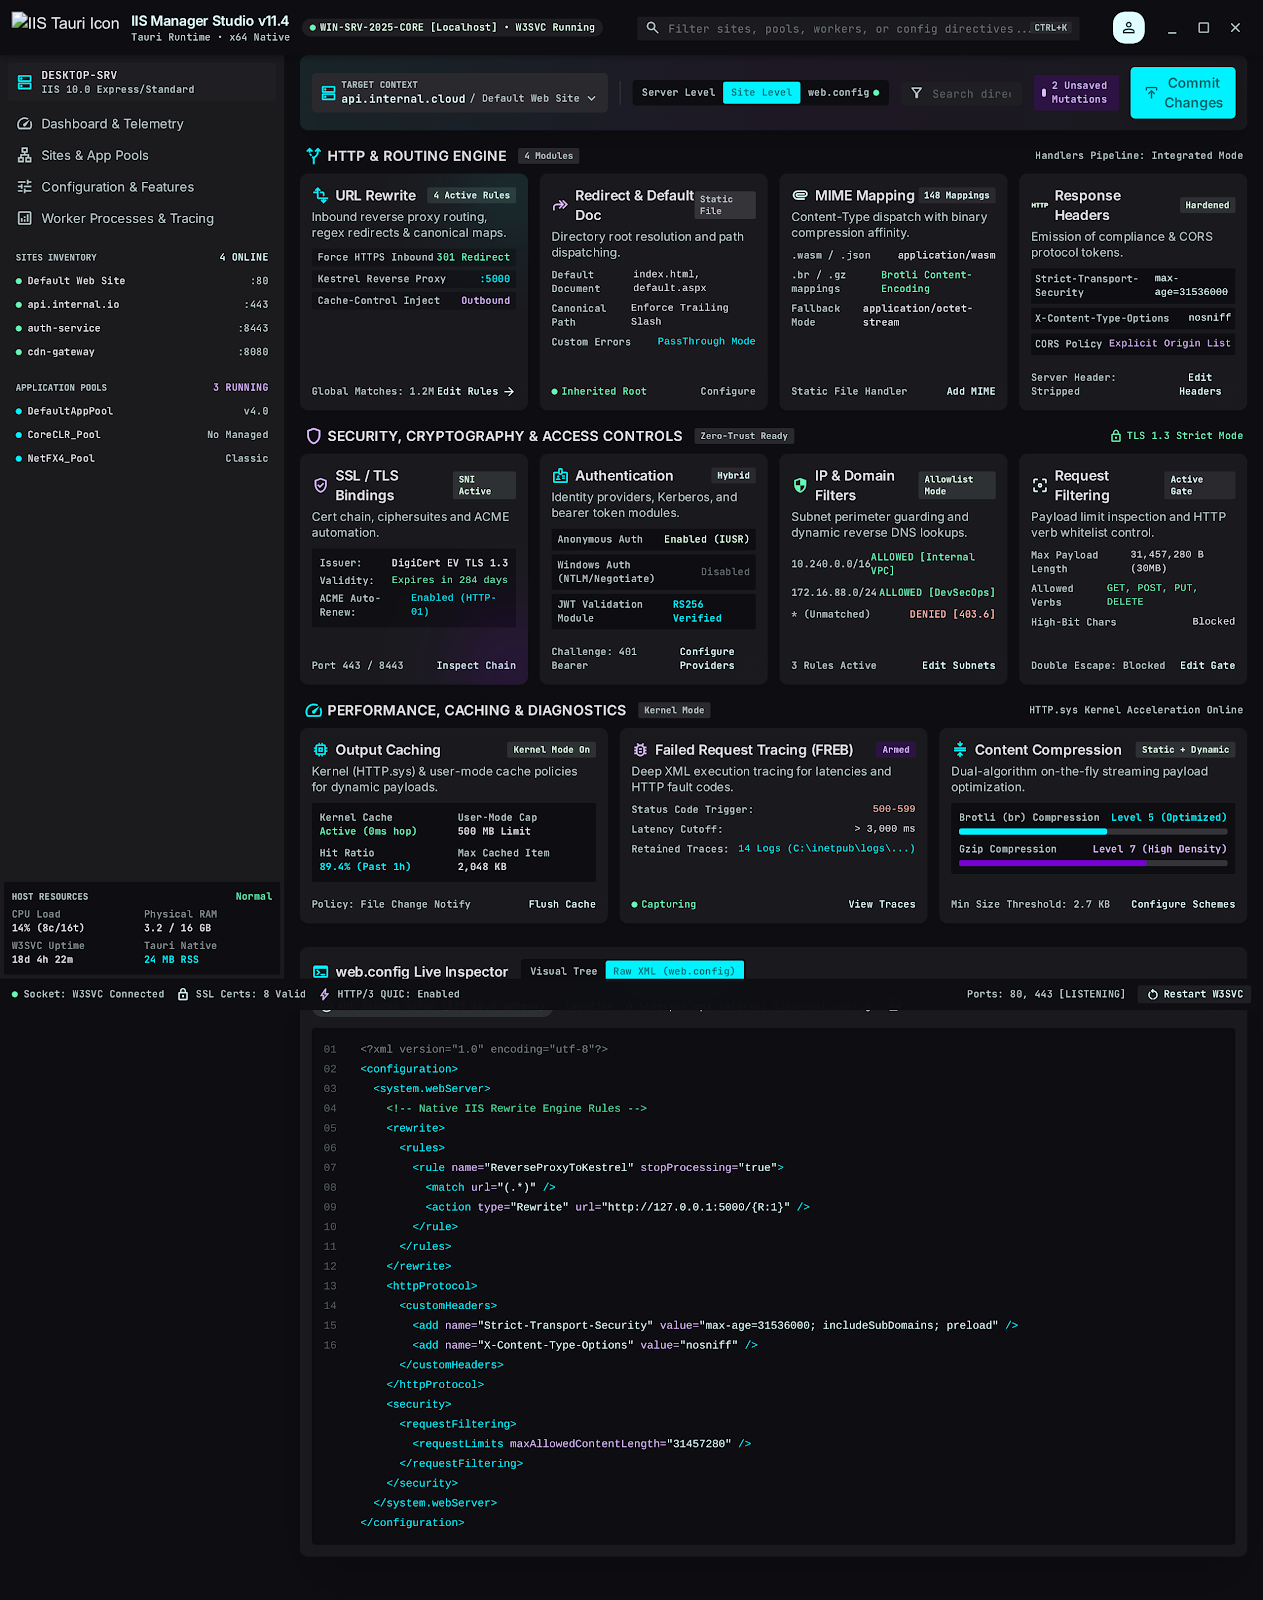 IIS Tauri Icon
IIS Manager Studio v11.4
Tauri Runtime • x64 Native
WIN-SRV-2025-CORE [Localhost] • W3SVC Running
Filter sites, pools, workers, or config directives...
CTRL+K
DESKTOP-SRV
IIS 10.0 Express/Standard
Dashboard & Telemetry
Sites & App Pools
Configuration & Features
Worker Processes & Tracing
SITES INVENTORY 4 ONLINE
Default Web Site :80
api.internal.io :443
auth-service :8443
cdn-gateway :8080
APPLICATION POOLS 3 RUNNING
DefaultAppPool v4.0
CoreCLR_Pool No Managed
NetFX4_Pool Classic
HOST RESOURCES Normal
CPU Load Physical RAM
14% (8c/16t) 3.2 / 16 GB
W3SVC Uptime Tauri Native
18d 4h 22m 24 MB RSS
TARGET CONTEXT
api.internal.cloud / Default Web Site
Server Level Site Level web.config
Search direc
2 Unsaved
Mutations
Commit
Changes
HTTP & ROUTING ENGINE 4 Modules
Handlers Pipeline: Integrated Mode
URL Rewrite 4 Active Rules
Inbound reverse proxy routing,
regex redirects & canonical maps.
Force HTTPS Inbound 301 Redirect
Kestrel Reverse Proxy :5000
Cache-Control Inject Outbound
Global Matches: 1.2M Edit Rules →
Redirect & Default
Doc
Static
File
Directory root resolution and path
dispatching.
Default
Document
index.html,
default.aspx
Canonical
Path
Enforce Trailing
Slash
Custom Errors PassThrough Mode
Inherited Root Configure
MIME Mapping 148 Mappings
Content-Type dispatch with binary
compression affinity.
.wasm / .json application/wasm
.br / .gz
mappings
Brotli Content-
Encoding
Fallback
Mode
application/octet-
stream
Static File Handler Add MIME
HTTP
Response
Headers
Hardened
Emission of compliance & CORS
protocol tokens.
Strict-Transport-
Security
max-
age=31536000
X-Content-Type-Options nosniff
CORS Policy Explicit Origin List
Server Header:
Stripped
Edit
Headers
SECURITY, CRYPTOGRAPHY & ACCESS CONTROLS Zero-Trust Ready
TLS 1.3 Strict Mode
SSL / TLS
Bindings
SNI
Active
Cert chain, ciphersuites and ACME
automation.
Issuer: DigiCert EV TLS 1.3
Validity: Expires in 284 days
ACME Auto-
Renew:
Enabled (HTTP-
01)
Port 443 / 8443 Inspect Chain
Authentication Hybrid
Identity providers, Kerberos, and
bearer token modules.
Anonymous Auth Enabled (IUSR)
Windows Auth
(NTLM/Negotiate)
Disabled
JWT Validation
Module
RS256
Verified
Challenge: 401
Bearer
Configure
Providers
IP & Domain
Filters
Allowlist
Mode
Subnet perimeter guarding and
dynamic reverse DNS lookups.
10.240.0.0/16 ALLOWED [Internal
VPC]
172.16.88.0/24 ALLOWED [DevSecOps]
* (Unmatched) DENIED [403.6]
3 Rules Active Edit Subnets
Request
Filtering
Active
Gate
Payload limit inspection and HTTP
verb whitelist control.
Max Payload
Length
31,457,280 B
(30MB)
Allowed
Verbs
GET, POST, PUT,
DELETE
High-Bit Chars Blocked
Double Escape: Blocked Edit Gate
PERFORMANCE, CACHING & DIAGNOSTICS Kernel Mode
HTTP.sys Kernel Acceleration Online
Output Caching Kernel Mode On
Kernel (HTTP.sys) & user-mode cache policies
for dynamic payloads.
Kernel Cache User-Mode Cap
Active (0ms hop) 500 MB Limit
Hit Ratio Max Cached Item
89.4% (Past 1h) 2,048 KB
Policy: File Change Notify Flush Cache
Failed Request Tracing (FREB) Armed
Deep XML execution tracing for latencies and
HTTP fault codes.
Status Code Trigger: 500-599
Latency Cutoff: > 3,000 ms
Retained Traces: 14 Logs (C:\inetpub\logs\...)
Capturing View Traces
Content Compression Static + Dynamic
Dual-algorithm on-the-fly streaming payload
optimization.
Brotli (br) Compression Level 5 (Optimized)
Gzip Compression Level 7 (High Density)
Min Size Threshold: 2.7 KB Configure Schemes
web.config Live Inspector Visual Tree Raw XML (web.config)
Socket: W3SVC Connected SSL Certs: 8 Valid HTTP/3 QUIC: Enabled
Ports: 80, 443 [LISTENING] Restart W3SVC
01 <?xml version="1.0" encoding="utf-8"?>
02 <configuration>
03 <system.webServer>
04 <!-- Native IIS Rewrite Engine Rules -->
05 <rewrite>
06 <rules>
07 <rule name="ReverseProxyToKestrel" stopProcessing="true">
08 <match url="(.*)" />
09 <action type="Rewrite" url="http://127.0.0.1:5000/{R:1}" />
10 </rule>
11 </rules>
12 </rewrite>
13 <httpProtocol>
14 <customHeaders>
15 <add name="Strict-Transport-Security" value="max-age=31536000; includeSubDomains; preload" />
16 <add name="X-Content-Type-Options" value="nosniff" />
</customHeaders>
</httpProtocol>
<security>
<requestFiltering>
<requestLimits maxAllowedContentLength="31457280" />
</requestFiltering>
</security>
</system.webServer>
</configuration>